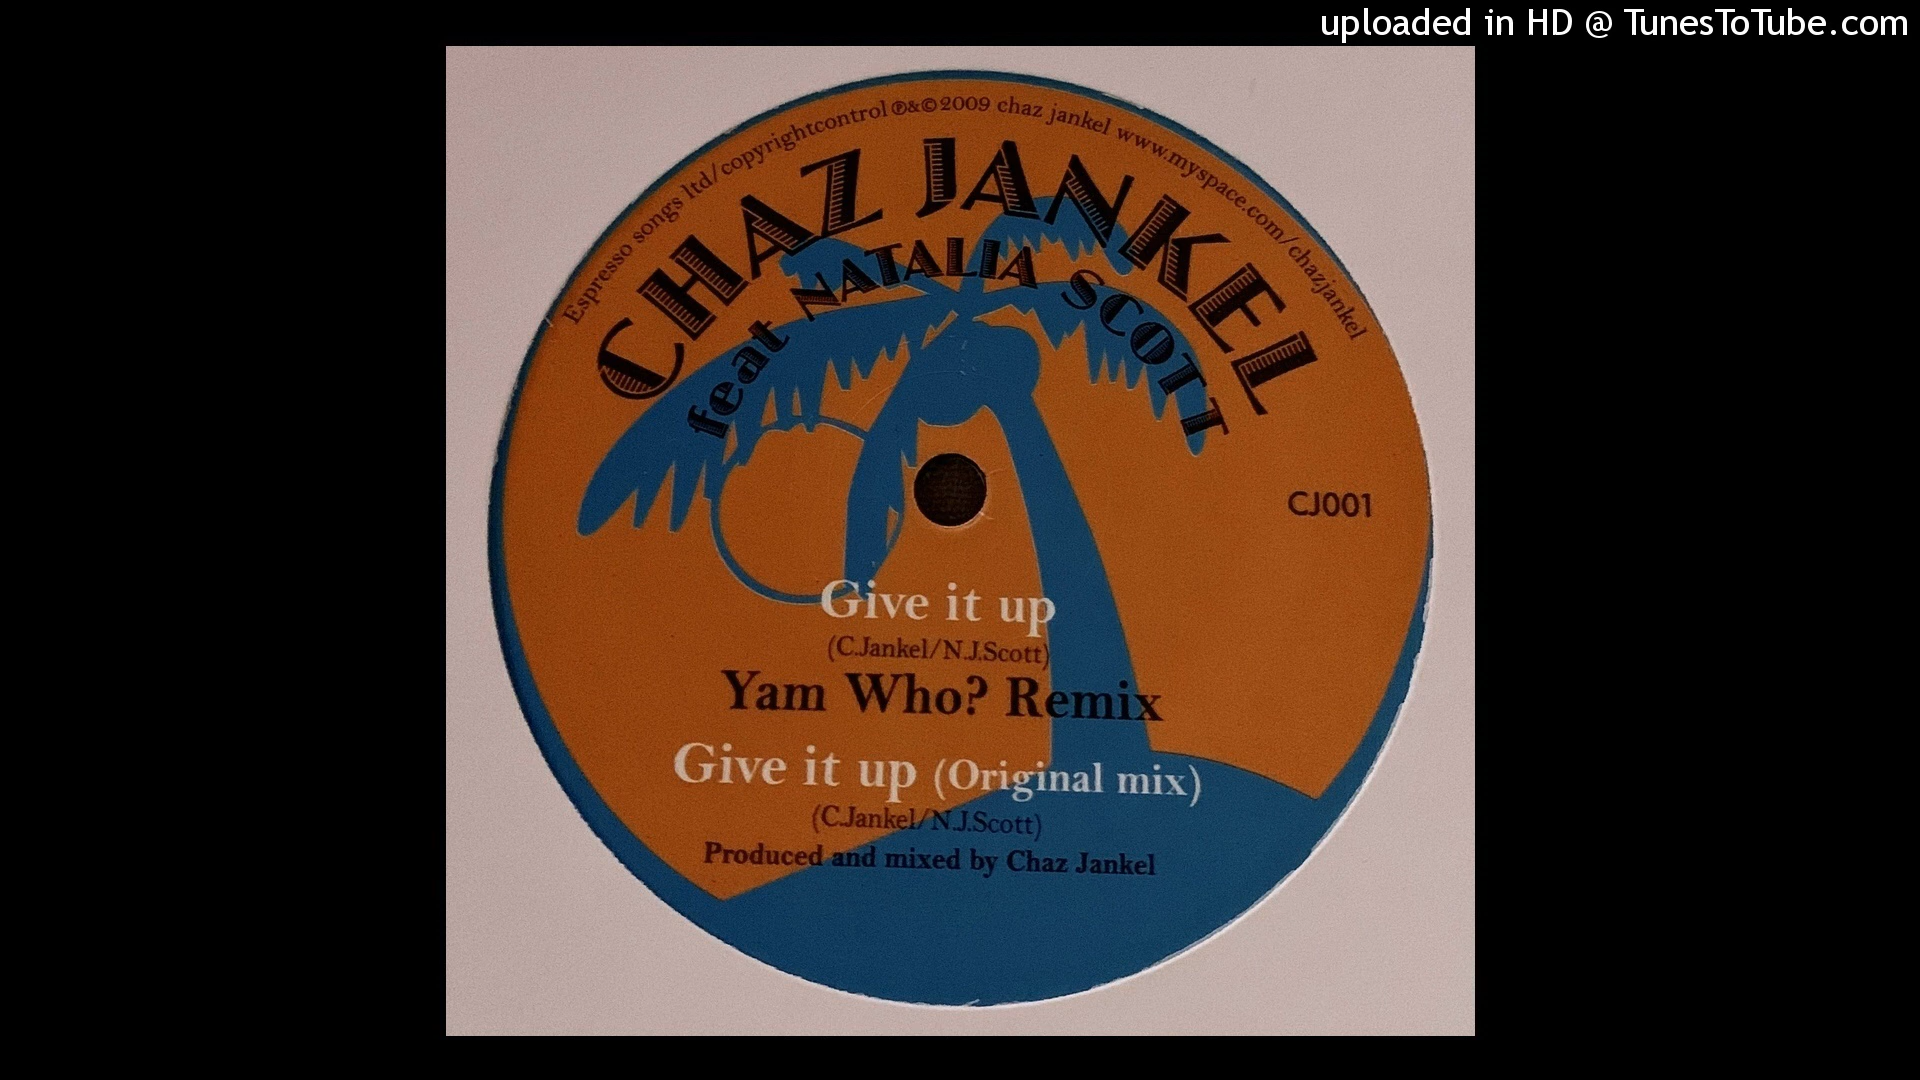 uploaded in HD @ TunesToTube.com
Espresso songs ltd/copyrightcontrol ℗&©2009 chaz jankel www.myspace.com/chazjankel
CHAZ JANKEL
feat NATALIA SCOTT
CJ001
Give it up
(C.Jankel/N.J.Scott)
Yam Who? Remix
Give it up (Original mix)
(C.Jankel/N.J.Scott)
Produced and mixed by Chaz Jankel